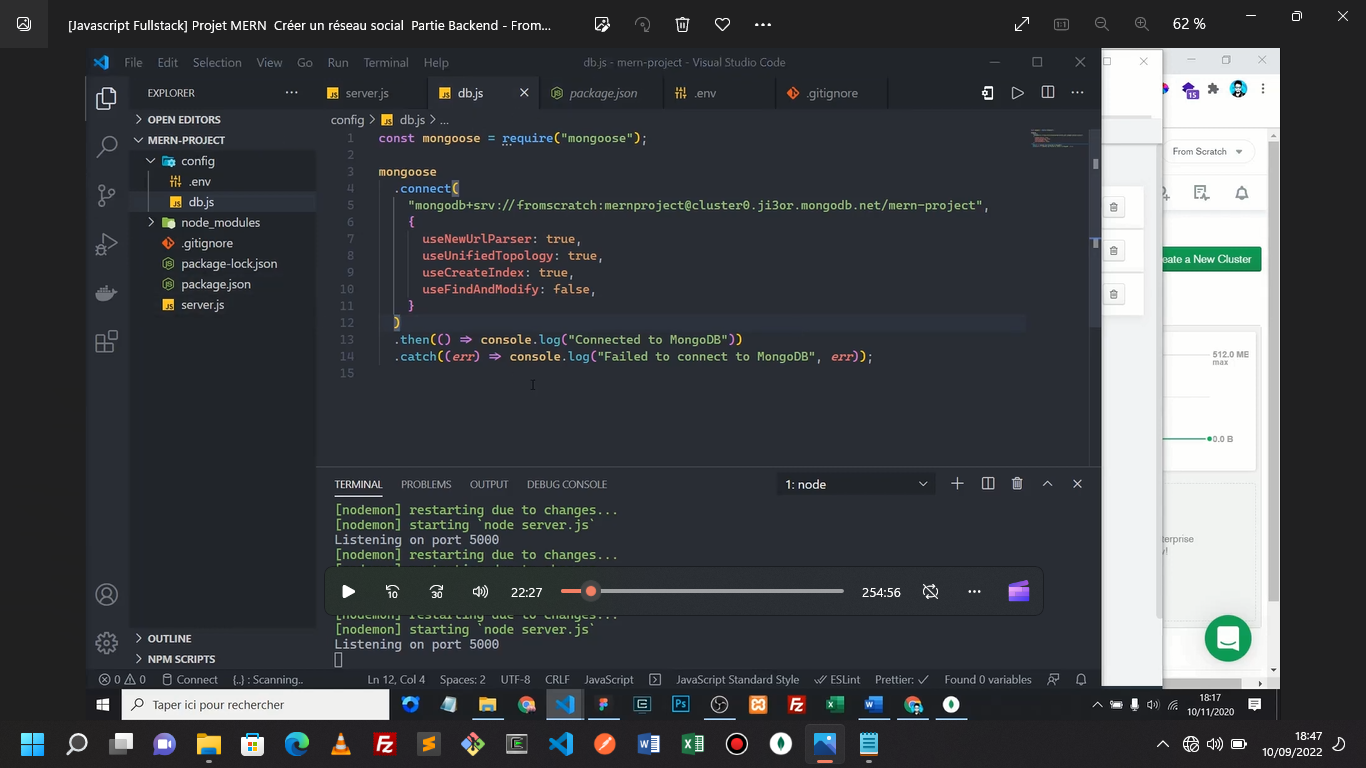 [Javascript Fullstack] Projet MERN Créer un réseau social Partie Backend - From...
62 %
File Edit Selection View Go Run Terminal Help
db.js - mern-project - Visual Studio Code
EXPLORER
server.js
db.js
package.json
.env
.gitignore
OPEN EDITORS
MERN-PROJECT
config
.env
db.js
node_modules
.gitignore
package-lock.json
package.json
server.js
OUTLINE
NPM SCRIPTS
config > db.js > ...
1 const mongoose = require("mongoose");
2
3 mongoose
4 .connect(
5 "mongodb+srv://fromscratch:mernproject@cluster0.ji3or.mongodb.net/mern-project",
6 {
7 useNewUrlParser: true,
8 useUnifiedTopology: true,
9 useCreateIndex: true,
10 useFindAndModify: false,
11 }
12 )
13 .then(() => console.log("Connected to MongoDB"))
14 .catch((err) => console.log("Failed to connect to MongoDB", err));
15
TERMINAL PROBLEMS OUTPUT DEBUG CONSOLE
1: node
[nodemon] restarting due to changes...
[nodemon] starting `node server.js`
Listening on port 5000
[nodemon] restarting due to changes...
10
30
22:27
254:56
[nodemon] starting `node server.js`
Listening on port 5000
0 0 Connect {..} : Scanning.. Ln 12, Col 4 Spaces: 2 UTF-8 CRLF JavaScript JavaScript Standard Style ESLint Prettier: Found 0 variables
15
From Scratch
eate a New Cluster
512.0 ME
max
0.0 B
terprise
y!
Taper ici pour rechercher
18:17
10/11/2020
18:47
10/09/2022